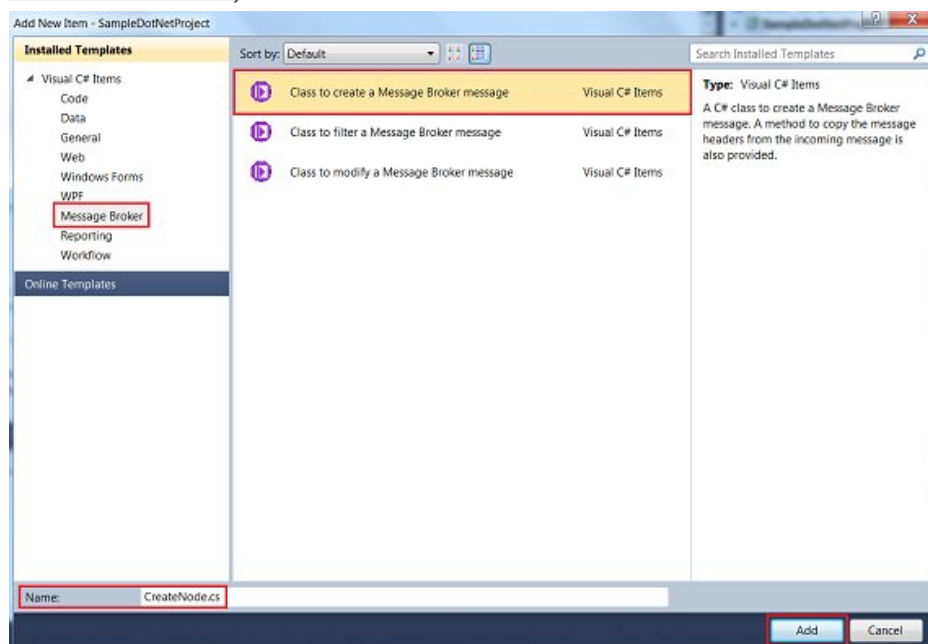 Add New Item - SampleDotNetProject
Installed Templates
Sort by: Default
Search Installed Templates
Visual C# Items
Code
Data
General
Web
Windows Forms
WPF
Message Broker
Reporting
Workflow
Online Templates
Class to create a Message Broker message Visual C# Items
Class to filter a Message Broker message Visual C# Items
Class to modify a Message Broker message Visual C# Items
Type: Visual C# Items
A C# class to create a Message Broker
message. A method to copy the message
headers from the incoming message is
also provided.
Name: CreateNode.cs
Add Cancel